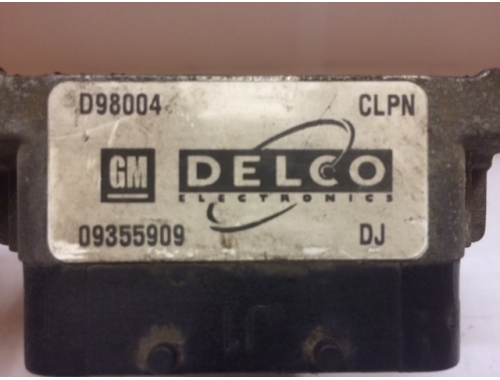 D98004 CLPN
GM DELCO
ELECTRONICS
09355909 DJ